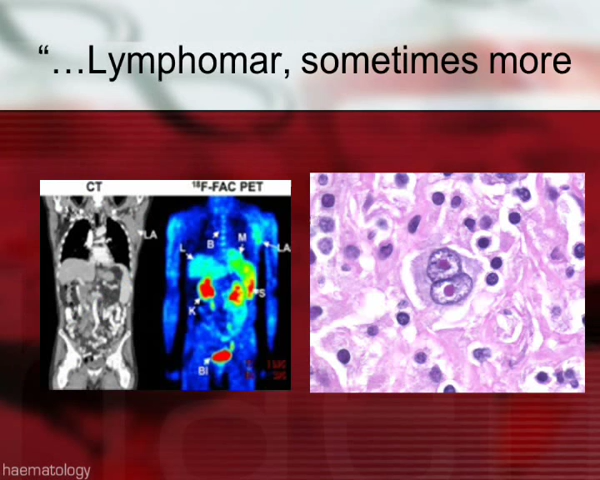 “…Lymphomar, sometimes more
CT
¹⁸F-FAC PET
LA
B
M
L
LA
S
K
Bl
haematology